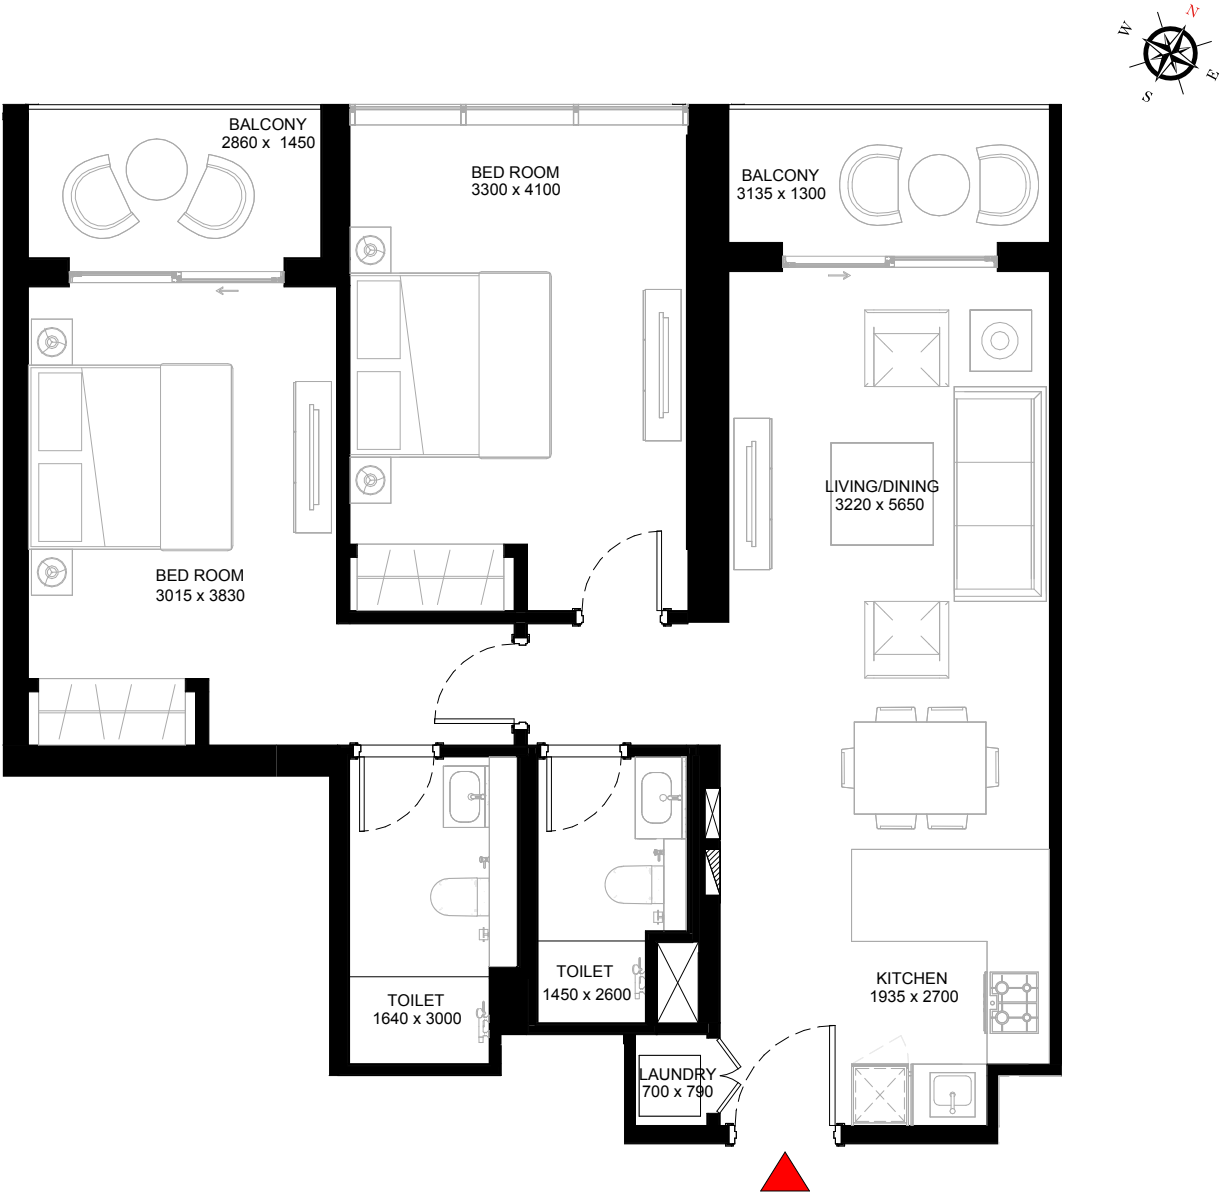 N
W
E
S
BALCONY
2860 x 1450
BED ROOM
3300 x 4100
BALCONY
3135 x 1300
LIVING/DINING
3220 x 5650
BED ROOM
3015 x 3830
TOILET
1640 x 3000
TOILET
1450 x 2600
KITCHEN
1935 x 2700
LAUNDRY
700 x 790